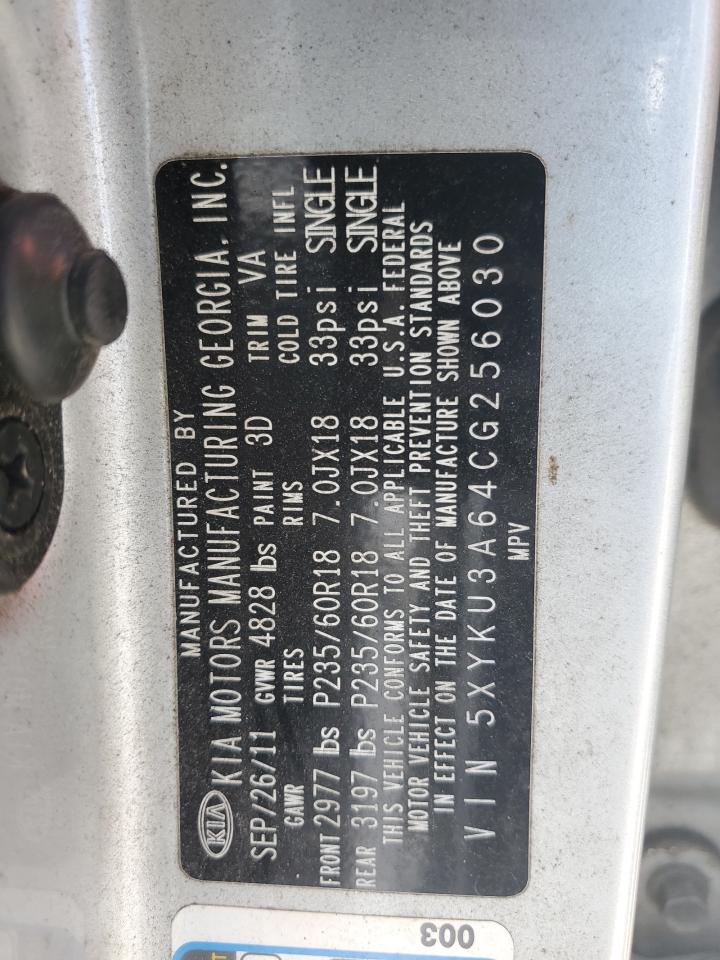 MANUFACTURED BY
KIA KIA MOTORS MANUFACTURING GEORGIA, INC.
SEP/26/11 GVWR 4828 lbs PAINT 3D TRIM VA
GAWR TIRES RIMS COLD TIRE INFL
FRONT 2977 lbs P235/60R18 7.0JX18 33psi SINGLE
REAR 3197 lbs P235/60R18 7.0JX18 33psi SINGLE
THIS VEHICLE CONFORMS TO ALL APPLICABLE U.S.A. FEDERAL
MOTOR VEHICLE SAFETY AND THEFT PREVENTION STANDARDS
IN EFFECT ON THE DATE OF MANUFACTURE SHOWN ABOVE
VIN 5XYKU3A64CG256030
MPV
003